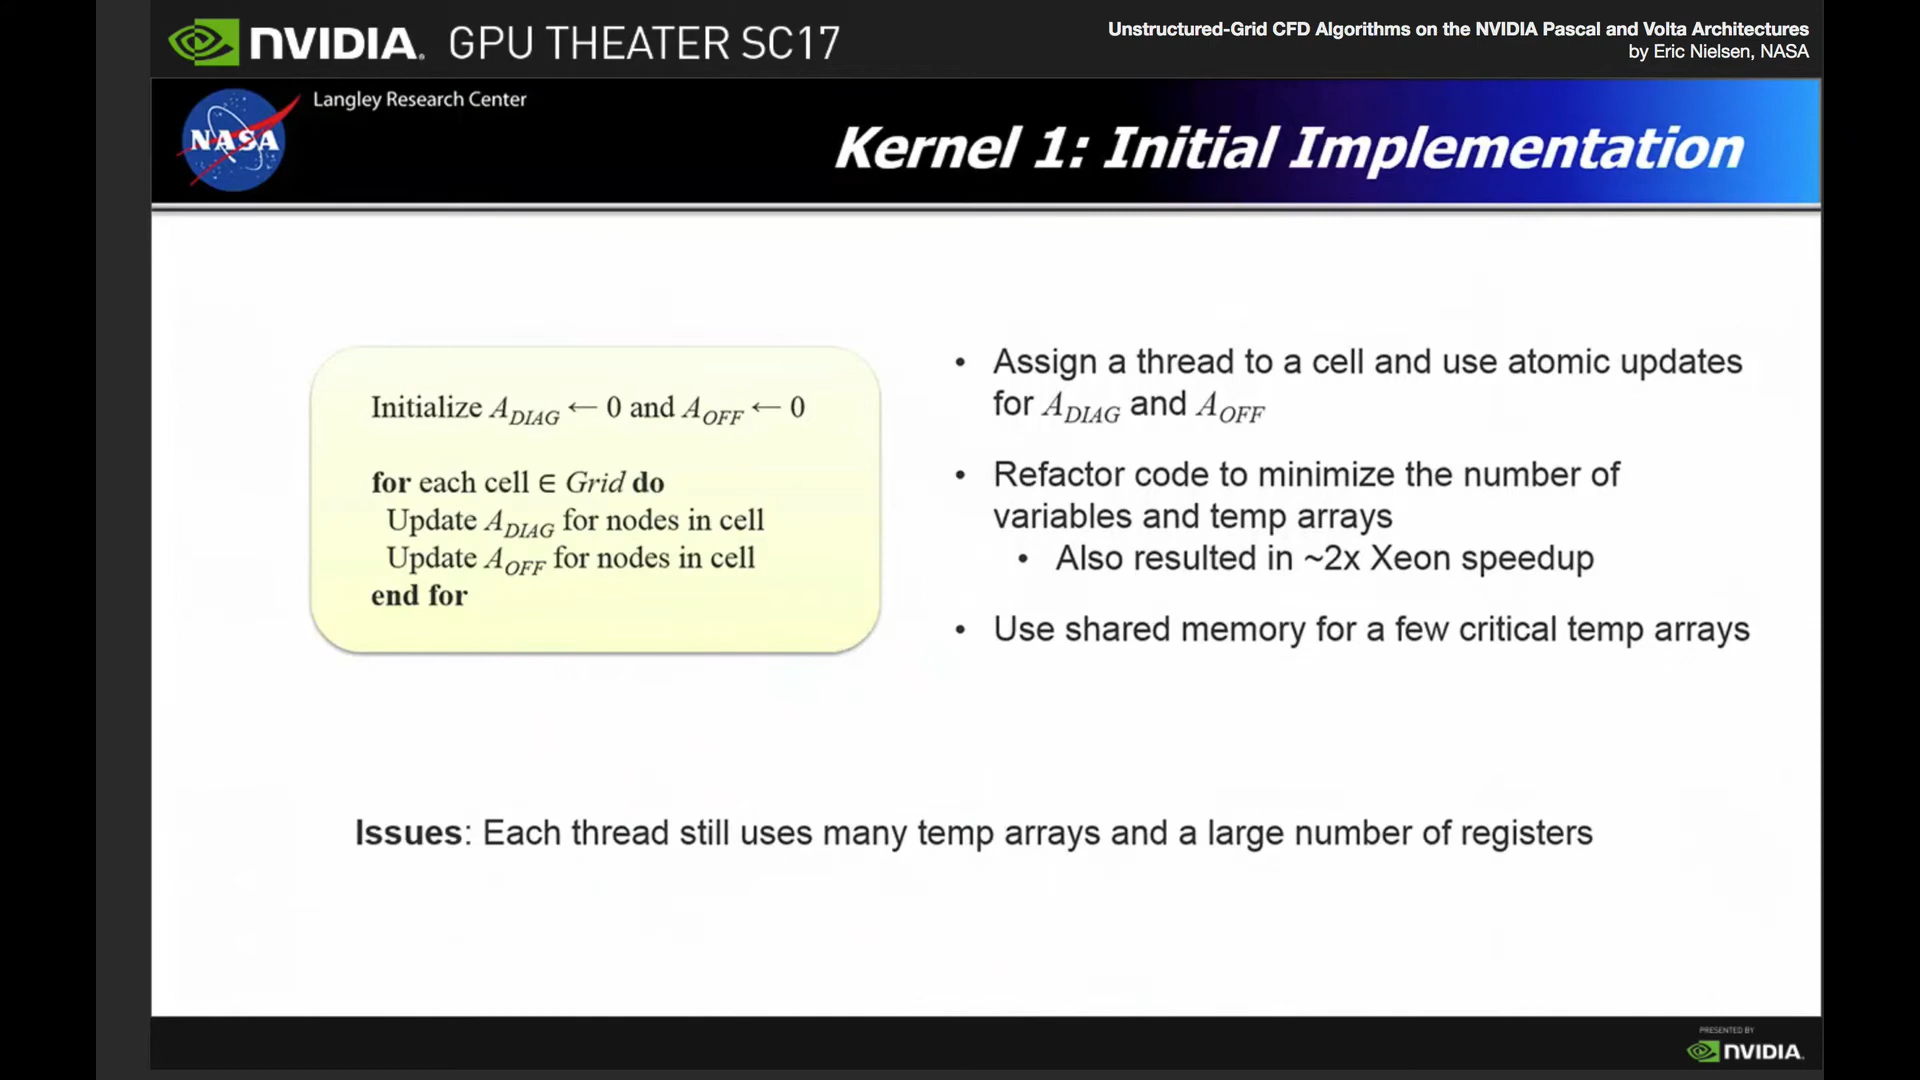 NVIDIA. GPU THEATER SC17
Unstructured-Grid CFD Algorithms on the NVIDIA Pascal and Volta Architectures
by Eric Nielsen, NASA
NASA
Langley Research Center
Kernel 1: Initial Implementation
Initialize A_DIAG ← 0 and A_OFF ← 0
for each cell ∈ Grid do
Update A_DIAG for nodes in cell
Update A_OFF for nodes in cell
end for
• Assign a thread to a cell and use atomic updates
for A_DIAG and A_OFF
• Refactor code to minimize the number of
variables and temp arrays
• Also resulted in ~2x Xeon speedup
• Use shared memory for a few critical temp arrays
Issues: Each thread still uses many temp arrays and a large number of registers
PRESENTED BY
NVIDIA.